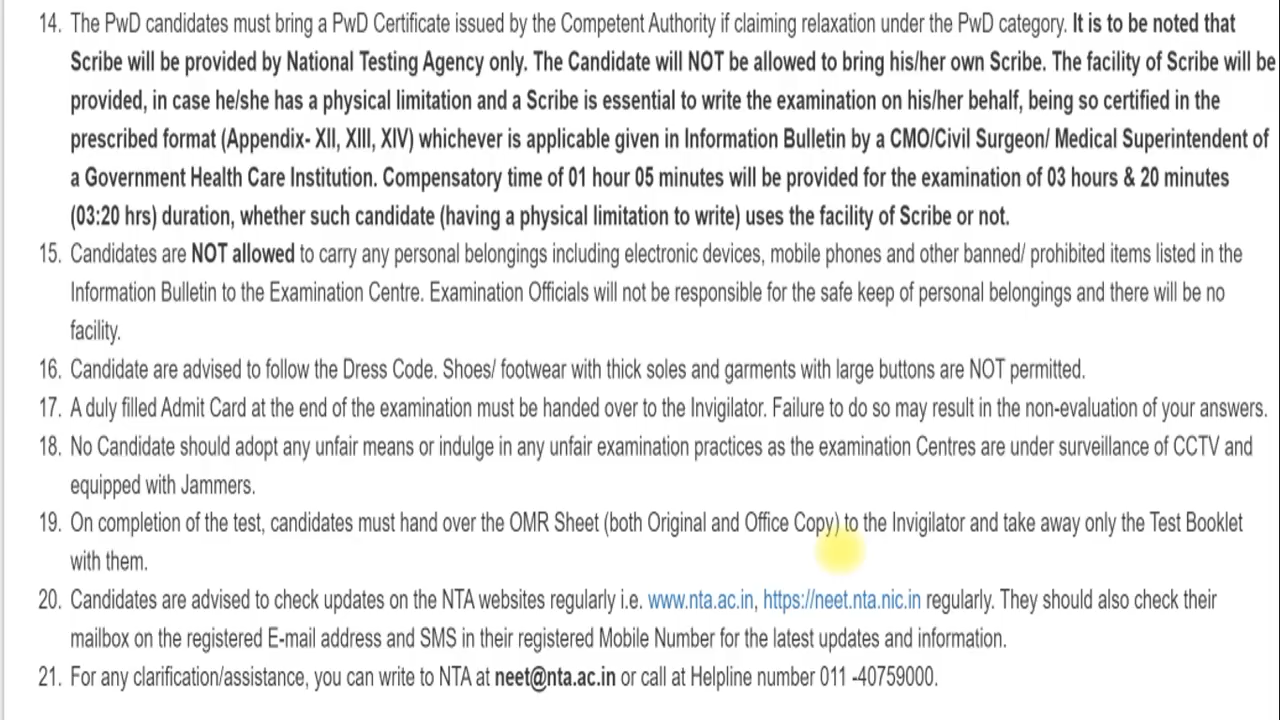 14. The PwD candidates must bring a PwD Certificate issued by the Competent Authority if claiming relaxation under the PwD category. It is to be noted that
Scribe will be provided by National Testing Agency only. The Candidate will NOT be allowed to bring his/her own Scribe. The facility of Scribe will be
provided, in case he/she has a physical limitation and a Scribe is essential to write the examination on his/her behalf, being so certified in the
prescribed format (Appendix- XII, XIII, XIV) whichever is applicable given in Information Bulletin by a CMO/Civil Surgeon/ Medical Superintendent of
a Government Health Care Institution. Compensatory time of 01 hour 05 minutes will be provided for the examination of 03 hours & 20 minutes
(03:20 hrs) duration, whether such candidate (having a physical limitation to write) uses the facility of Scribe or not.
15. Candidates are NOT allowed to carry any personal belongings including electronic devices, mobile phones and other banned/ prohibited items listed in the
Information Bulletin to the Examination Centre. Examination Officials will not be responsible for the safe keep of personal belongings and there will be no
facility.
16. Candidate are advised to follow the Dress Code. Shoes/ footwear with thick soles and garments with large buttons are NOT permitted.
17. A duly filled Admit Card at the end of the examination must be handed over to the Invigilator. Failure to do so may result in the non-evaluation of your answers.
18. No Candidate should adopt any unfair means or indulge in any unfair examination practices as the examination Centres are under surveillance of CCTV and
equipped with Jammers.
19. On completion of the test, candidates must hand over the OMR Sheet (both Original and Office Copy) to the Invigilator and take away only the Test Booklet
with them.
20. Candidates are advised to check updates on the NTA websites regularly i.e. www.nta.ac.in, https://neet.nta.nic.in regularly. They should also check their
mailbox on the registered E-mail address and SMS in their registered Mobile Number for the latest updates and information.
21. For any clarification/assistance, you can write to NTA at neet@nta.ac.in or call at Helpline number 011 -40759000.